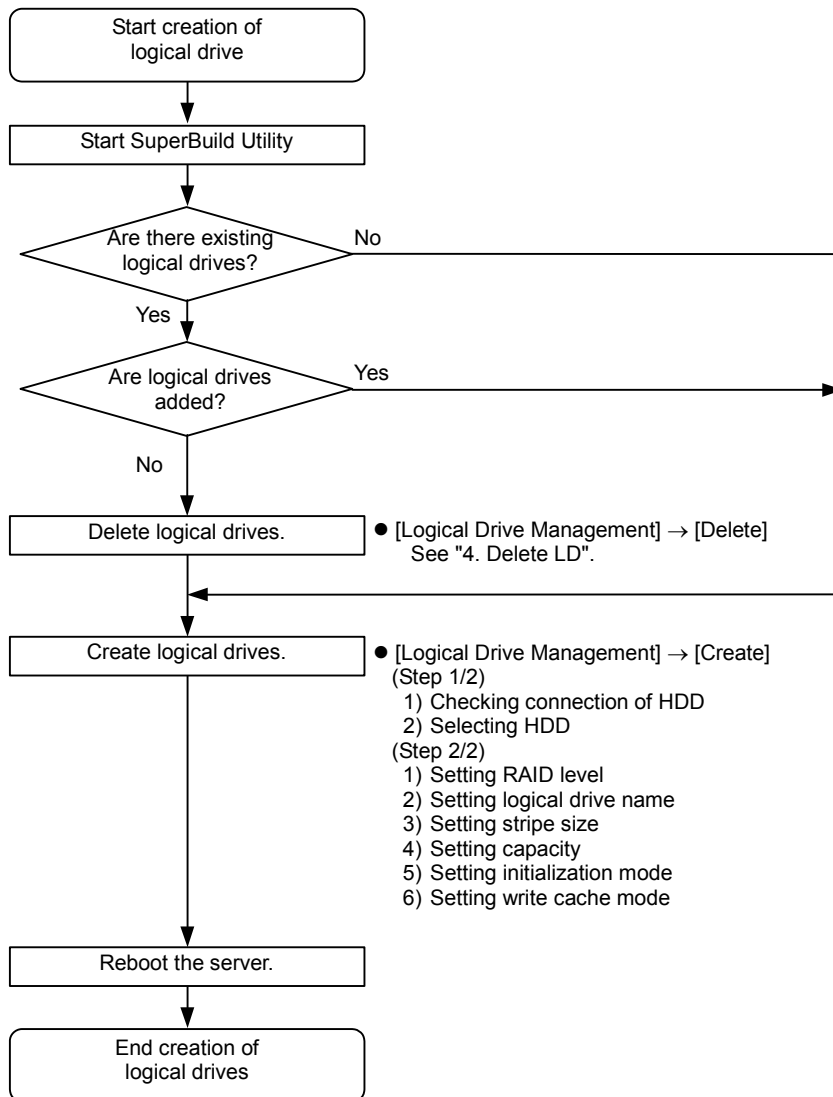 Start creation of
logical drive
Start SuperBuild Utility
Are there existing
logical drives?
No
Yes
Are logical drives
added?
Yes
No
Delete logical drives.
● [Logical Drive Management] → [Delete]
See "4. Delete LD".
Create logical drives.
● [Logical Drive Management] → [Create]
(Step 1/2)
1) Checking connection of HDD
2) Selecting HDD
(Step 2/2)
1) Setting RAID level
2) Setting logical drive name
3) Setting stripe size
4) Setting capacity
5) Setting initialization mode
6) Setting write cache mode
Reboot the server.
End creation of
logical drives